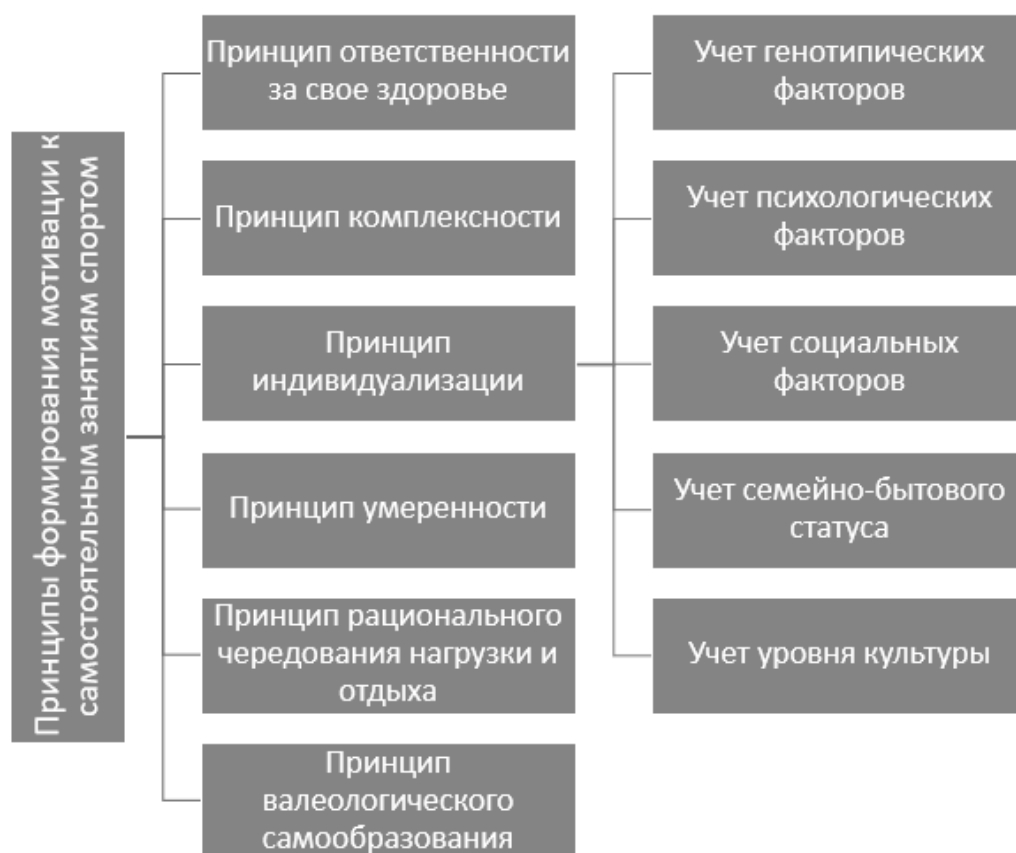 Принципы формирования мотивации к
самостоятельным занятиям спортом
Принцип ответственности
за свое здоровье
Принцип комплексности
Принцип
индивидуализации
Принцип умеренности
Принцип рационального
чередования нагрузки и
отдыха
Принцип
валеологического
самообразования
Учет генотипических
факторов
Учет психологических
факторов
Учет социальных
факторов
Учет семейно-бытового
статуса
Учет уровня культуры